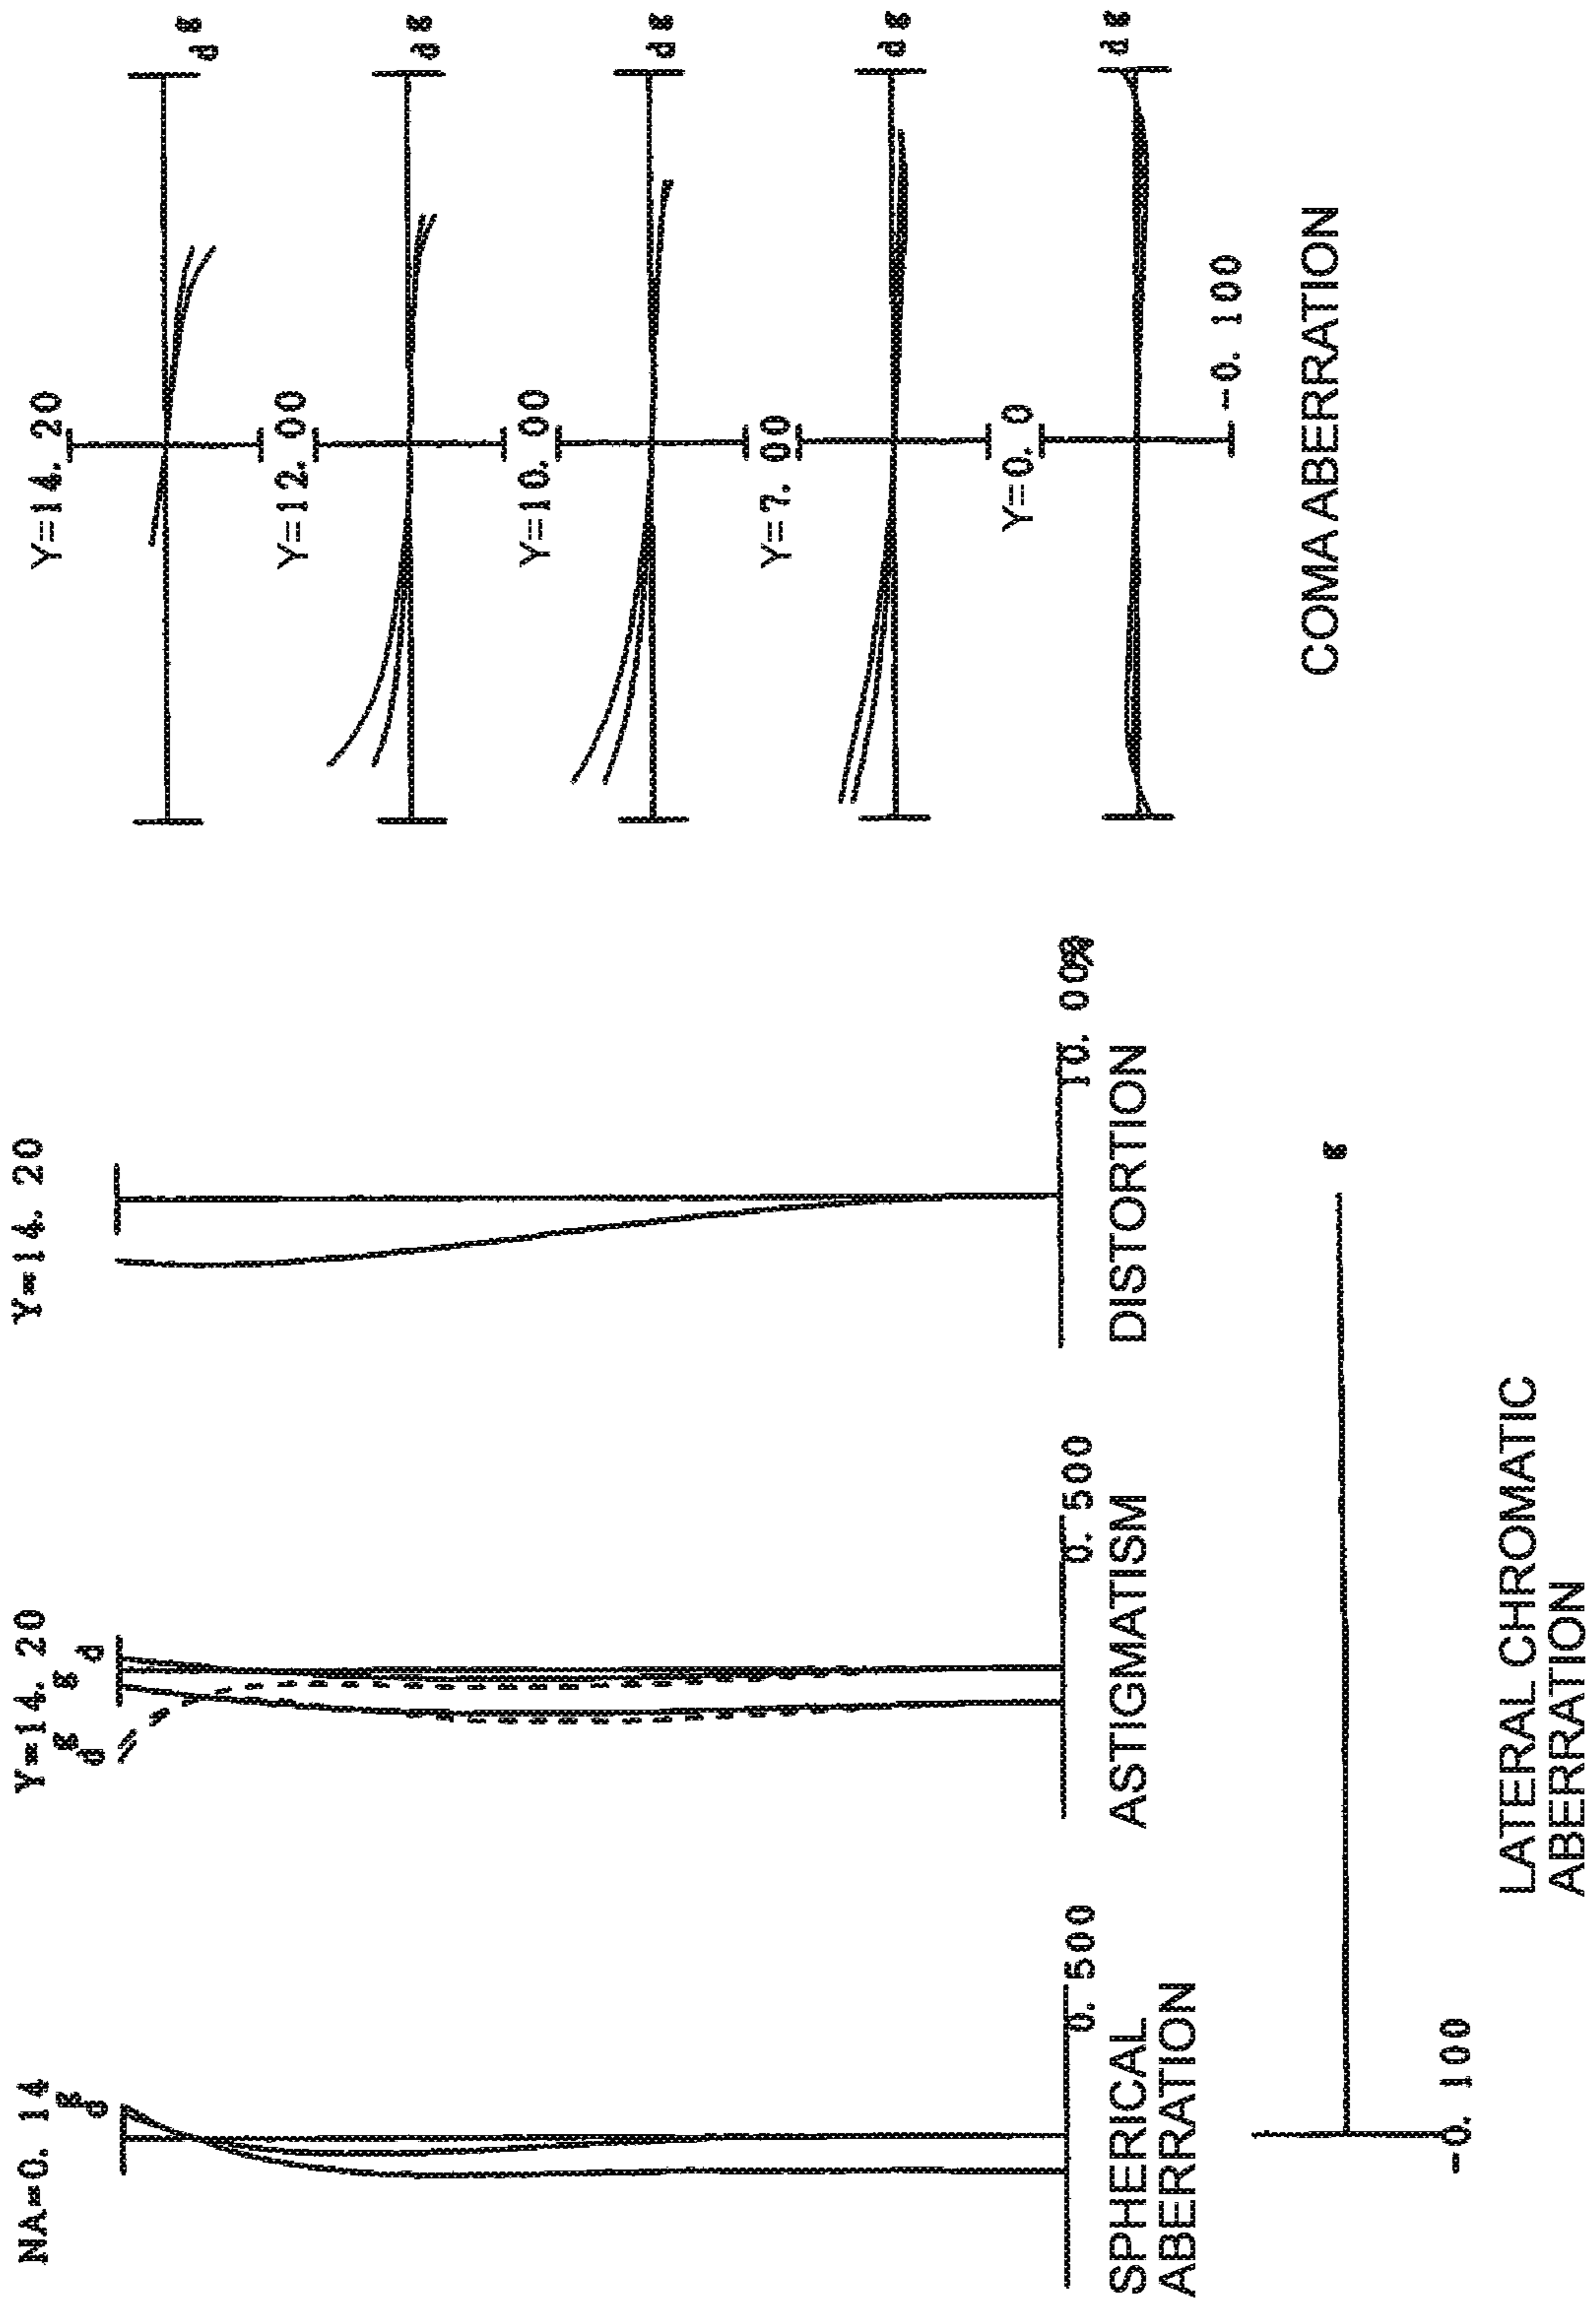 NA=0. 14
g
d
0. 500
SPHERICAL
ABERRATION
Y=14. 20
g
d
g
d
0. 500
ASTIGMATISM
Y=14. 20
10. 00%
DISTORTION
-0. 100
g
LATERAL CHROMATIC
ABERRATION
Y=14. 20
d g
Y=12. 00
d g
Y=10. 00
d g
Y=7. 00
d g
Y=0. 0
d g
-0. 100
COMA ABERRATION